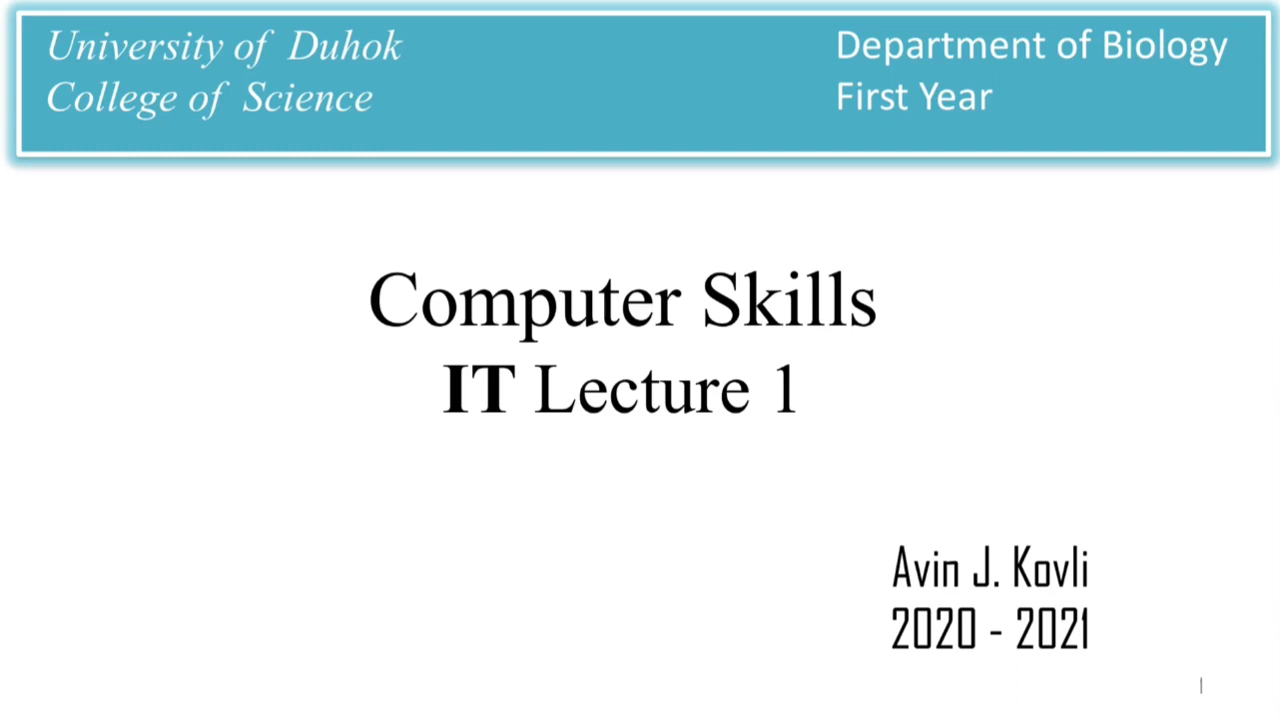 University of Duhok
College of Science
Department of Biology
First Year
Computer Skills
IT Lecture 1
Avin J. Kovli
2020 - 2021
1